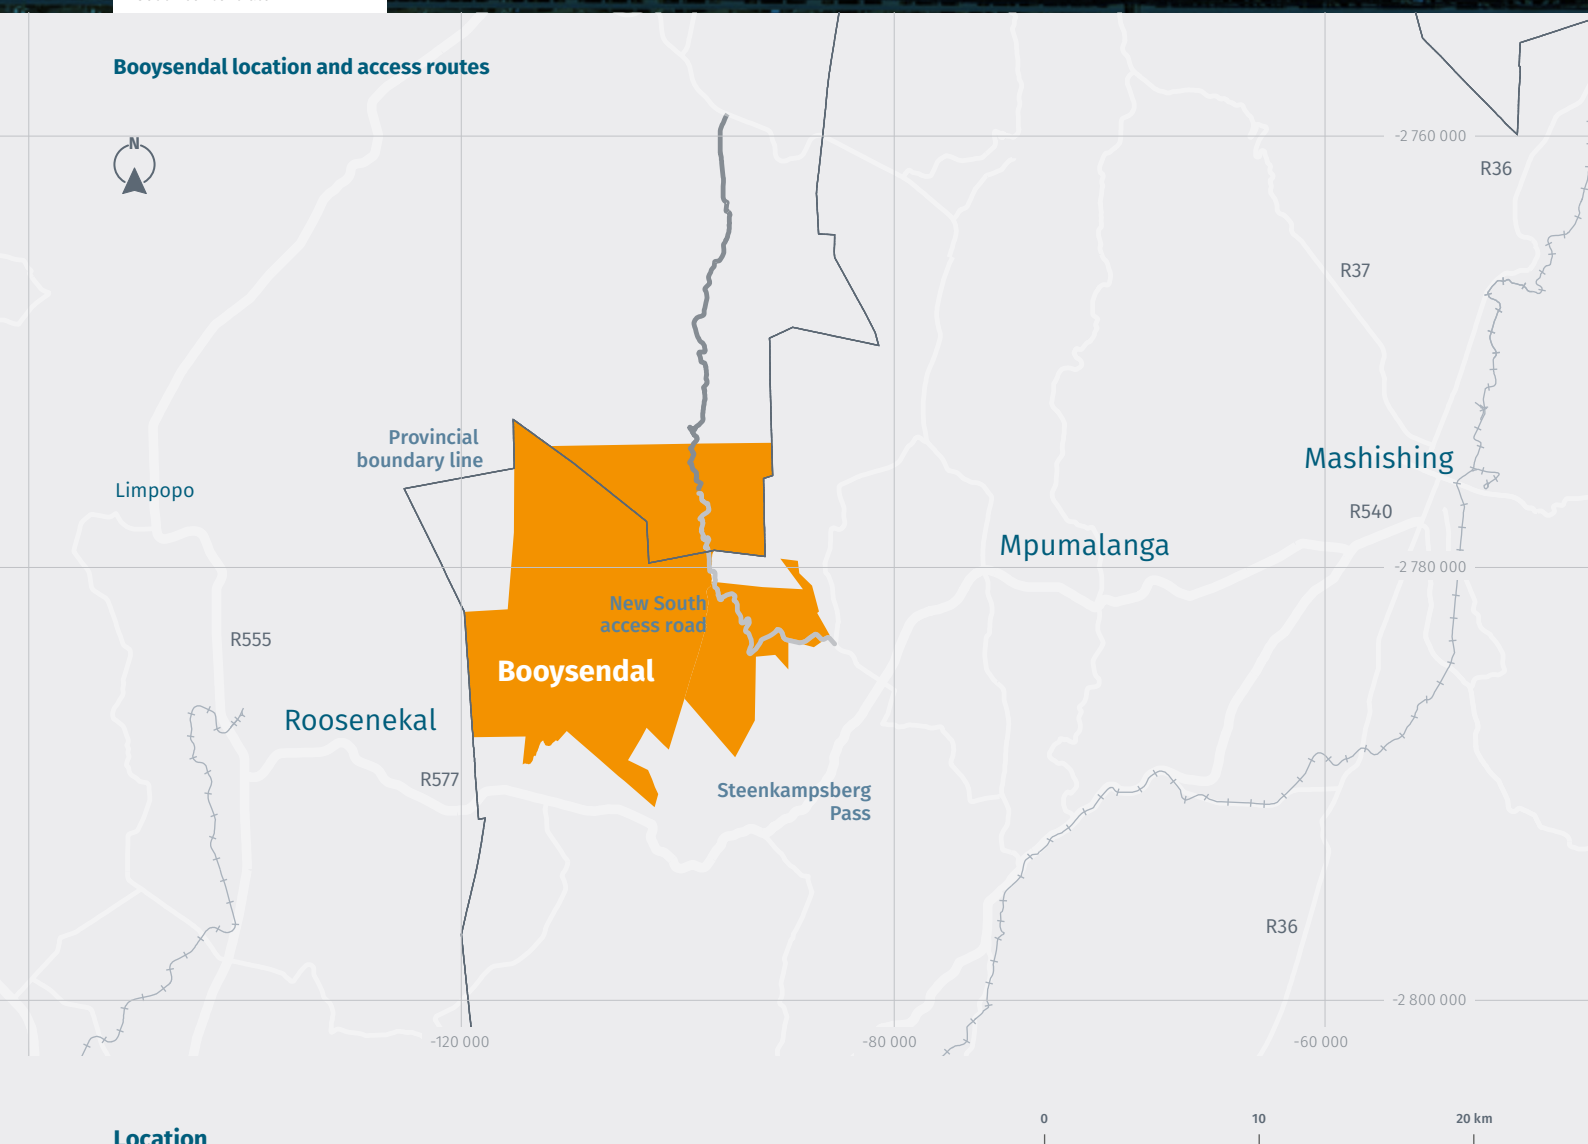 Booysendal location and access routes
N
-2 760 000
R36
R37
Provincial
boundary line
Mashishing
Limpopo
R540
Mpumalanga
-2 780 000
New South
access road
R555
Booysendal
Roosenekal
R577
Steenkampsberg
Pass
R36
-2 800 000
-120 000
-80 000
-60 000
0
10
20 km
Location